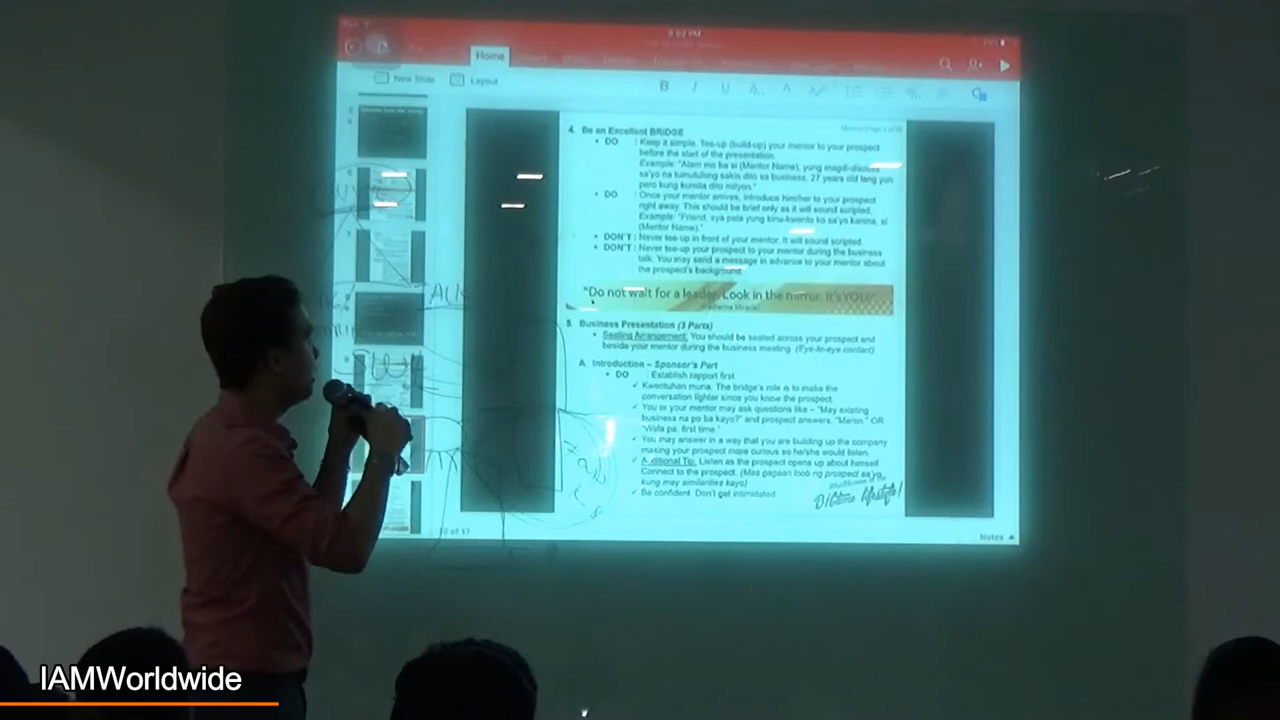 5:02 PM
Home
New Slide
Layout
B I U
4. Be an Excellent BRIDGE
• DO : Keep it simple. Tee-up (build-up) your mentor to your prospect
before the start of the presentation.
Example: "Alam mo ba si (Mentor Name), yung magdi-discuss
sa'yo na tumutulong sakin dito sa business, 27 years old lang yun
pero kung kumita dito milyon."
• DO : Once your mentor arrives, introduce him/her to your prospect
right away. This should be brief only as it will sound scripted.
Example: "Friend, sya pala yung kinu-kwento ko sa'yo kanina, si
(Mentor Name)."
• DON'T : Never tee-up in front of your mentor. It will sound scripted.
• DON'T : Never tee-up your prospect to your mentor during the business
talk. You may send a message in advance to your mentor about
the prospect's background.
"Do not wait for a leader. Look in the mirror. It's YOU!"
5. Business Presentation (3 Parts)
• Seating Arrangement: You should be seated across your prospect and
beside your mentor during the business meeting. (Eye-to-eye contact)
A. Introduction – Sponsor's Part
• DO : Establish rapport first.
✓ Kwentuhan muna. The bridge's role is to make the
conversation lighter since you know the prospect.
✓ You or your mentor may ask questions like – "May existing
business na po ba kayo?" and prospect answers, "Maron." OR
"Wala pa, first time."
✓ You may answer in a way that you are building up the company
making your prospect more curious so he/she would listen.
✓ Additional Tip: Listen as the prospect opens up about himself
Connect to the prospect. (Mas gagaan loob ng prospect sa'yo
kung may similarities kayo)
✓ Be confident. Don't get intimidated.
BIGtime lifestyle!
10 of 17
Notes
IAMWorldwide